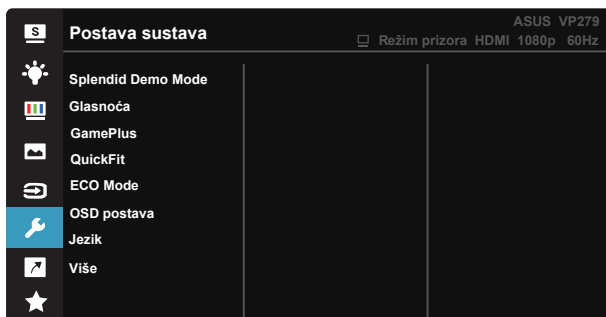 S
Postava sustava
ASUS VP279
Režim prizora HDMI 1080p 60Hz
Splendid Demo Mode
Glasnoća
GamePlus
QuickFit
ECO Mode
OSD postava
Jezik
Više